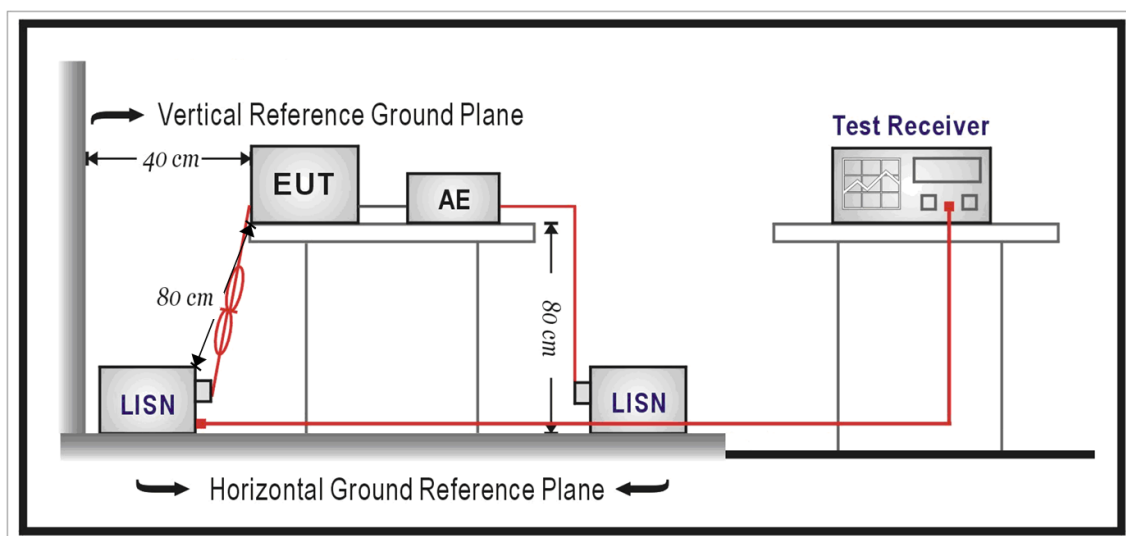 Vertical Reference Ground Plane
Test Receiver
40 cm
EUT
AE
80 cm
80 cm
LISN
LISN
Horizontal Ground Reference Plane